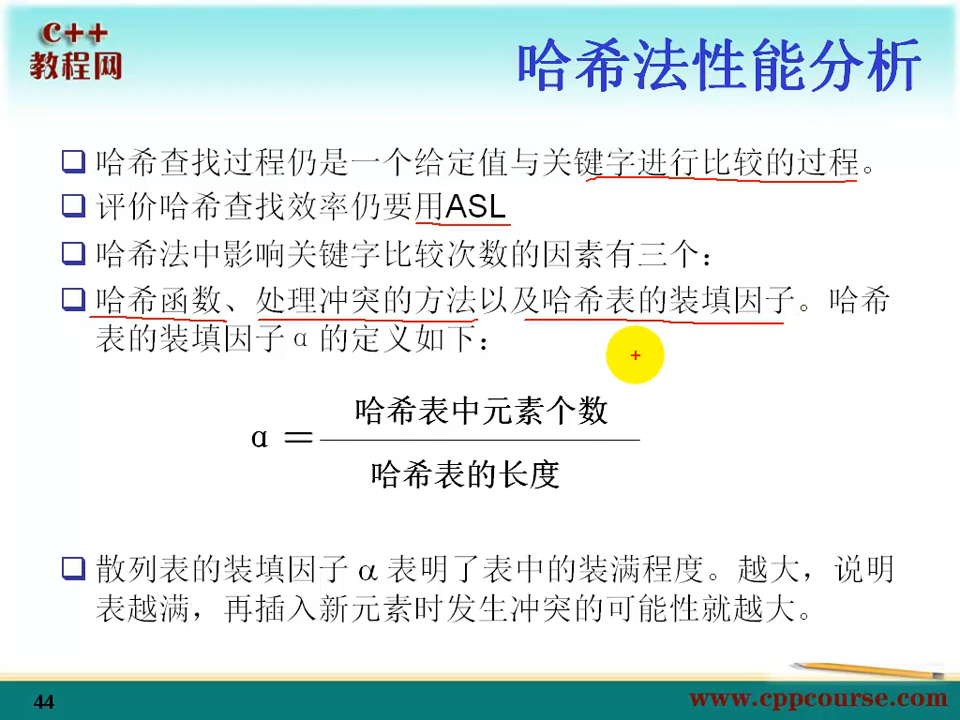 C++
教程网
哈希法性能分析
哈希查找过程仍是一个给定值与关键字进行比较的过程。
评价哈希查找效率仍要用ASL
哈希法中影响关键字比较次数的因素有三个：
哈希函数、处理冲突的方法以及哈希表的装填因子。哈希
表的装填因子α的定义如下：
哈希表中元素个数
α＝
哈希表的长度
散列表的装填因子α表明了表中的装满程度。越大，说明
表越满，再插入新元素时发生冲突的可能性就越大。
44
www.cppcourse.com